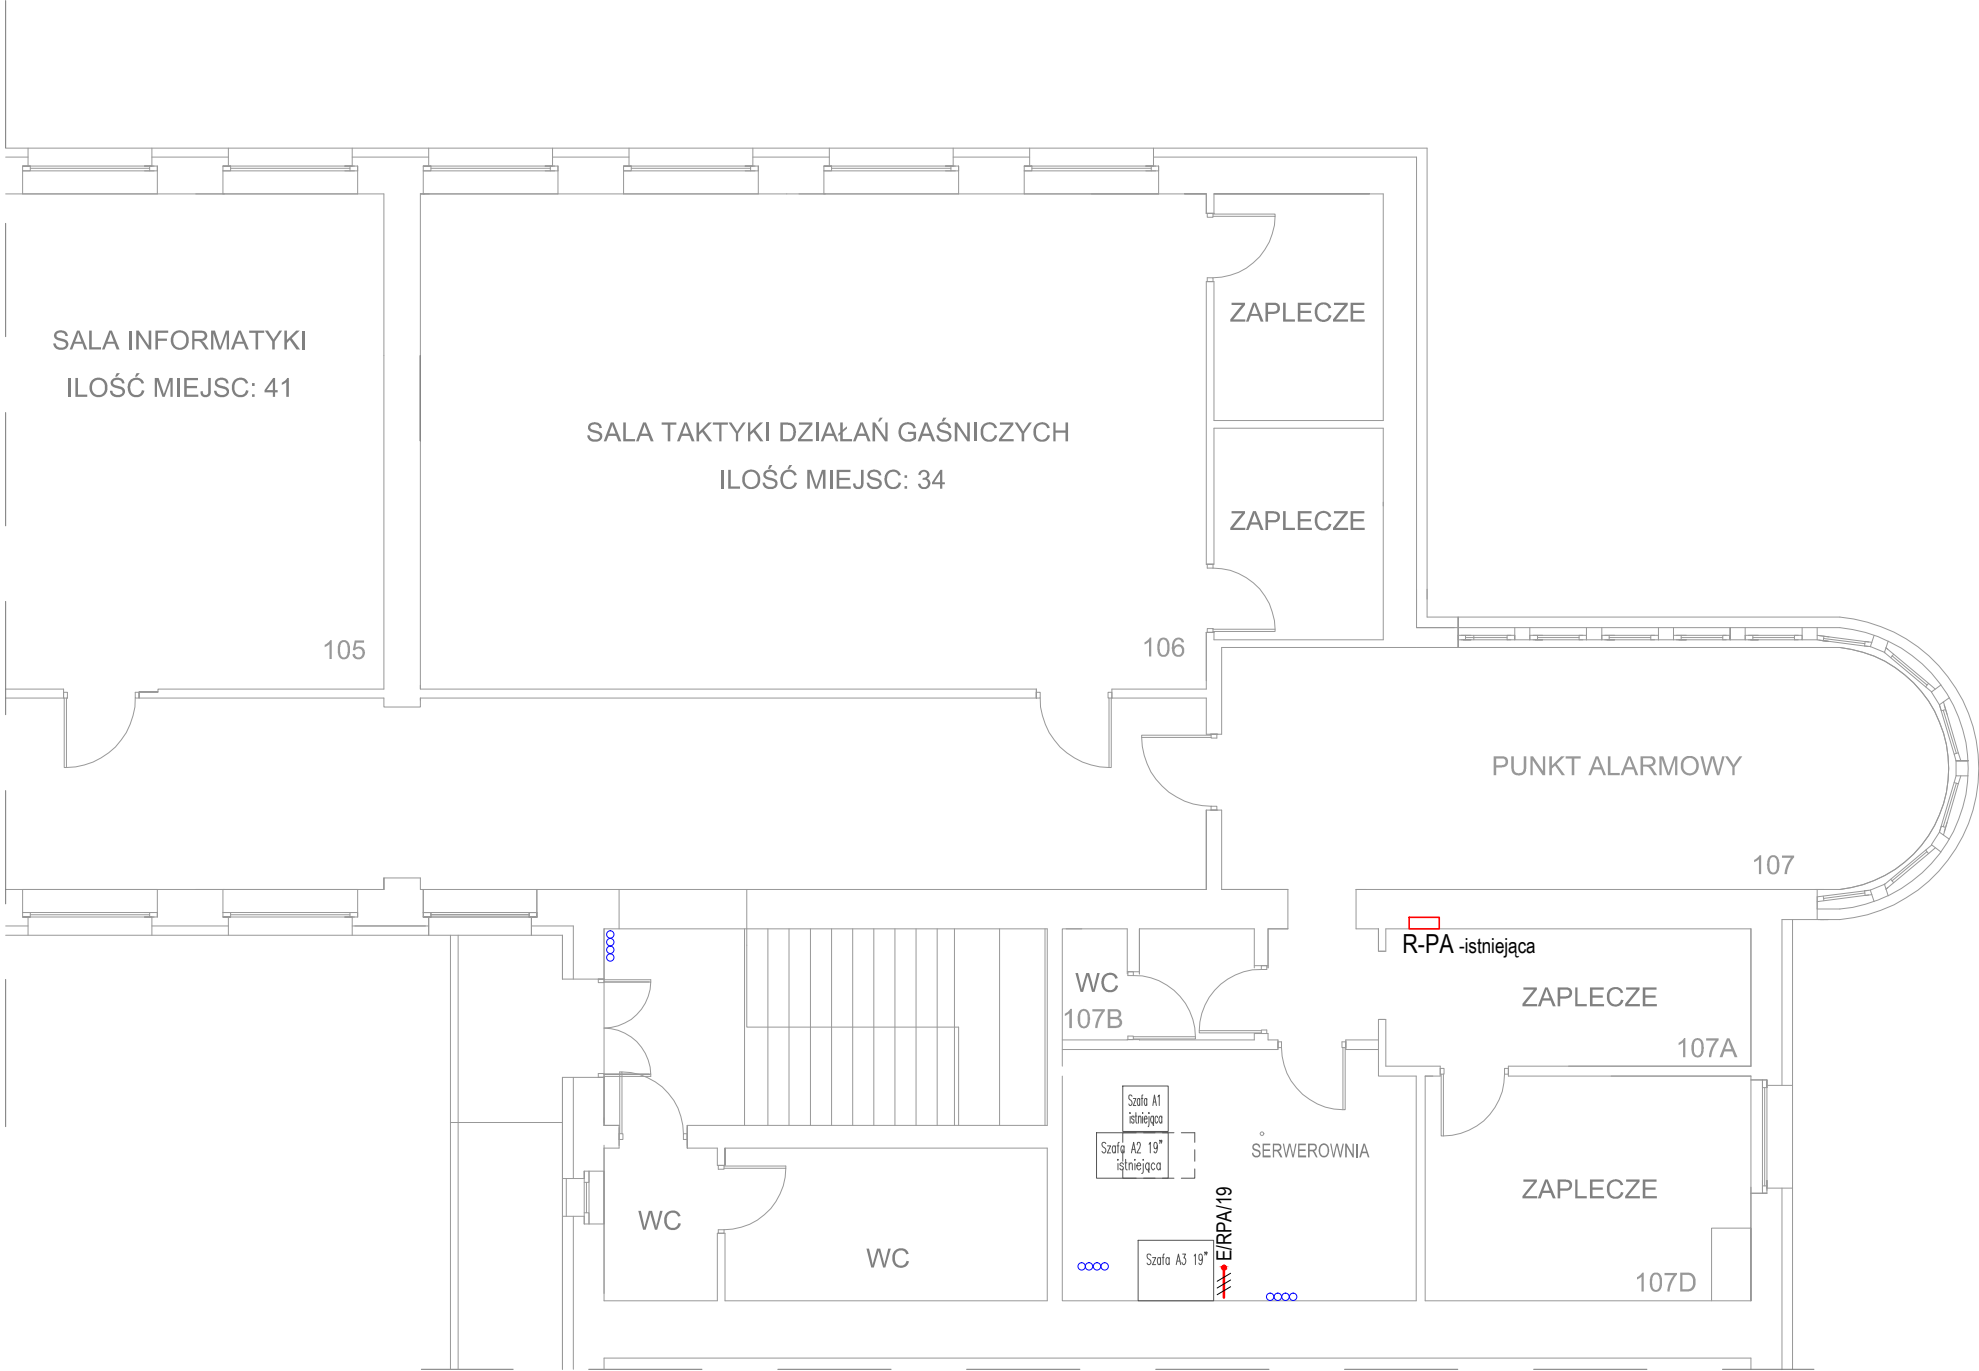 SALA INFORMATYKI
ILOŚĆ MIEJSC: 41
105
SALA TAKTYKI DZIAŁAŃ GAŚNICZYCH
ILOŚĆ MIEJSC: 34
106
ZAPLECZE
ZAPLECZE
PUNKT ALARMOWY
107
R-PA -istniejąca
ZAPLECZE
107A
WC
107B
Szafa A1
istniejąca
Szafa A2 19"
istniejąca
SERWEROWNIA
E/RPA/19
Szafa A3 19"
ZAPLECZE
107D
WC
WC